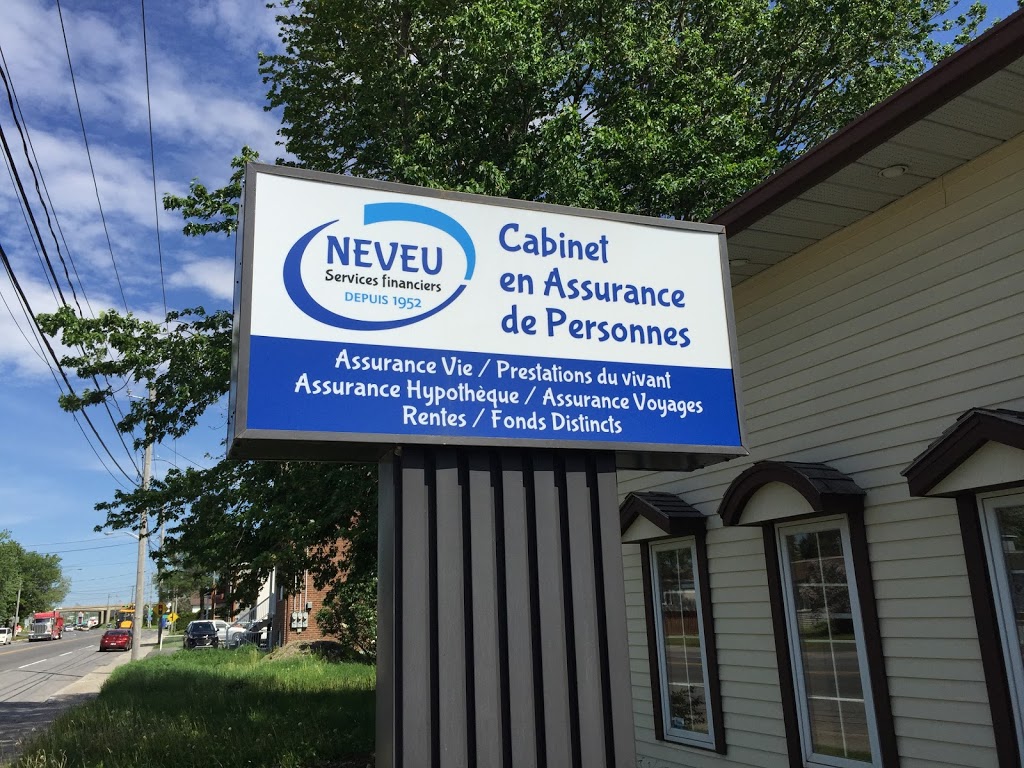 NEVEU
Services financiers
DEPUIS 1952
Cabinet
en Assurance
de Personnes
Assurance Vie / Prestations du vivant
Assurance Hypothèque / Assurance Voyages
Rentes / Fonds Distincts